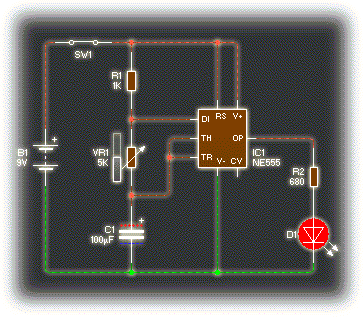 SW1
R1
1K
RS V+
DI
TH
OP
B1
9V
VR1
5K
TR
V- CV
IC1
NE555
R2
680
C1
100µF
D1